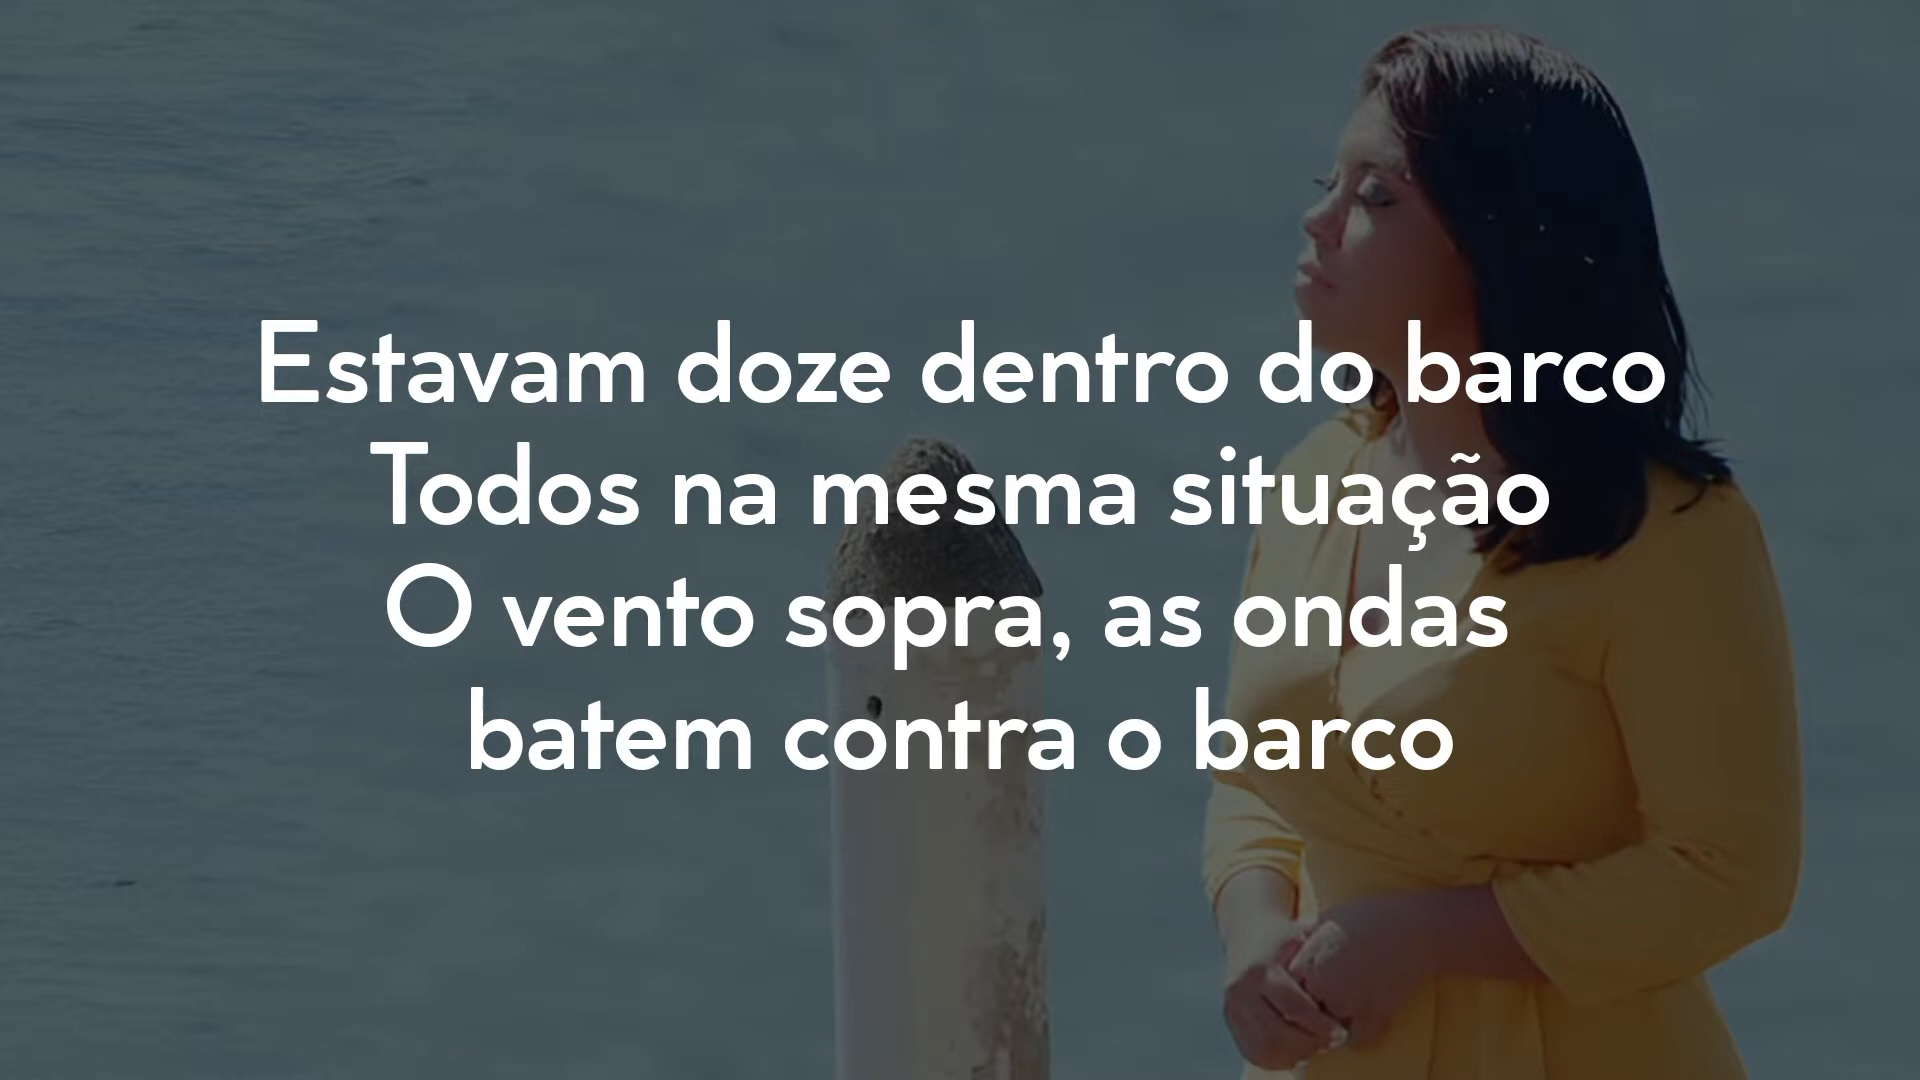 Estavam doze dentro do barco
Todos na mesma situação
O vento sopra, as ondas
batem contra o barco